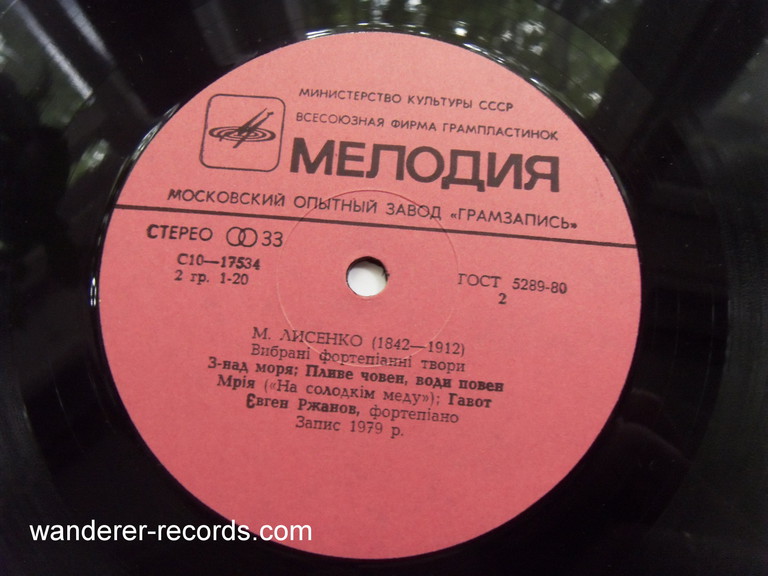 МИНИСТЕРСТВО КУЛЬТУРЫ СССР
ВСЕСОЮЗНАЯ ФИРМА ГРАМПЛАСТИНОК
МЕЛОДИЯ
МОСКОВСКИЙ ОПЫТНЫЙ ЗАВОД «ГРАМЗАПИСЬ»
СТЕРЕО 33
С10—17534
2 гр. 1-20
ГОСТ 5289-80
2
М. ЛИСЕНКО (1842—1912)
Вибрані фортепіанні твори
З-над моря; Пливе човен, води повен
Мрія («На солодкім меду»); Гавот
Євген Ржанов, фортепіано
Запис 1979 р.
wanderer-records.com